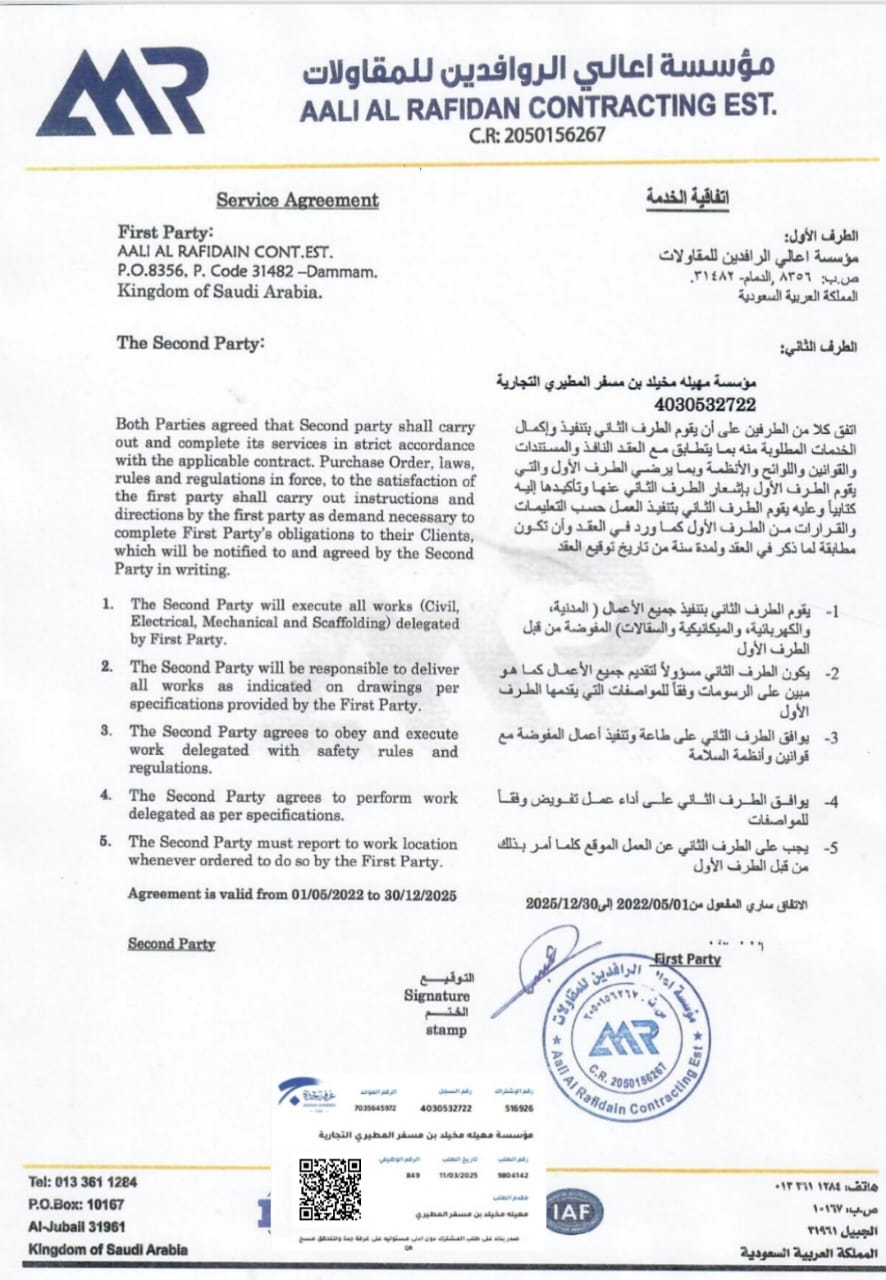 AMR
مؤسسة اعالي الروافدين للمقاولات
AALI AL RAFIDAN CONTRACTING EST.
C.R: 2050156267
Service Agreement
First Party:
AALI AL RAFIDAIN CONT.EST.
P.O.8356, P. Code 31482 –Dammam.
Kingdom of Saudi Arabia.
The Second Party:
اتفاقية الخدمة
الطرف الأول:
مؤسسة اعالي الرافدين للمقاولات
ص.ب: ٨٣٥٦ ,الدمام- ٣١٤٨٢.
المملكة العربية السعودية
الطرف الثاني:
مؤسسة مهيله مخيلد بن مسفر المطيري التجارية
4030532722
Both Parties agreed that Second party shall carry
out and complete its services in strict accordance
with the applicable contract. Purchase Order, laws,
rules and regulations in force, to the satisfaction of
the first party shall carry out instructions and
directions by the first party as demand necessary to
complete First Party's obligations to their Clients,
which will be notified to and agreed by the Second
Party in writing.
اتفق كلا من الطرفين على أن يقوم الطرف الثاني بتنفيذ وإكمال
الخدمات المطلوبة منه بما يتطابق مع العقد النافذ والمستندات
والقوانين واللوائح والأنظمة وبما يرضي الطرف الأول والتي
يقوم الطرف الأول بإشعار الطرف الثاني عنها وتأكيدها إليه
كتابياً وعليه يقوم الطرف الثاني بتنفيذ العمل حسب التعليمات
والقرارات من الطرف الأول كما ورد في العقد وأن تكون
مطابقة لما ذكر في العقد ولمدة سنة من تاريخ توقيع العقد
1. The Second Party will execute all works (Civil,
Electrical, Mechanical and Scaffolding) delegated
by First Party.
2. The Second Party will be responsible to deliver
all works as indicated on drawings per
specifications provided by the First Party.
3. The Second Party agrees to obey and execute
work delegated with safety rules and
regulations.
4. The Second Party agrees to perform work
delegated as per specifications.
5. The Second Party must report to work location
whenever ordered to do so by the First Party.
Agreement is valid from 01/05/2022 to 30/12/2025
1- يقوم الطرف الثاني بتنفيذ جميع الأعمال ( المدنية،
والكهربائية، والميكانيكية والسقالات) المفوضة من قبل
الطرف الأول
2- يكون الطرف الثاني مسؤولاً لتقديم جميع الأعمال كما هو
مبين على الرسومات وفقاً للمواصفات التي يقدمها الطرف
الأول
3- يوافق الطرف الثاني على طاعة وتنفيذ أعمال المفوضة مع
قوانين وأنظمة السلامة
4- يوافق الطرف الثاني على أداء عمل تفويض وفقاً
للمواصفات
5- يجب على الطرف الثاني عن العمل الموقع كلما أمر بذلك
من قبل الطرف الأول
الاتفاق ساري المفعول من2022/05/01 إلى2025/12/30
Second Party
First Party
التوقيع
Signature
الختم
stamp
الرافدين للمقاولات
AMR
C.R. 2050156267
Aali Al Rafidain Contracting Est
غرفة جدة
رقم الإشتراك
رقم السجل
الرقم الموحد
516926
4030532722
7035645972
مؤسسة مهيله مخيلد بن مسفر المطيري التجارية
رقم الطلب
تاريخ الطلب
الرقم الوظيفي
9804142
11/03/2025
849
مقدم الطلب
مهيله مخيلد بن مسفر المطيري
صدر بناء على طلب المشترك دون ادنى مسئوليه على غرفة جدة وللتحقق مسح
QR
IAF
Tel: 013 361 1284
P.O.Box: 10167
Al-Jubail 31961
Kingdom of Saudi Arabia
هاتف: ٠١٣ ٣٦١ ١٢٨٤
ص.ب: ١٠١٦٧
الجبيل ٣١٩٦١
المملكة العربية السعودية